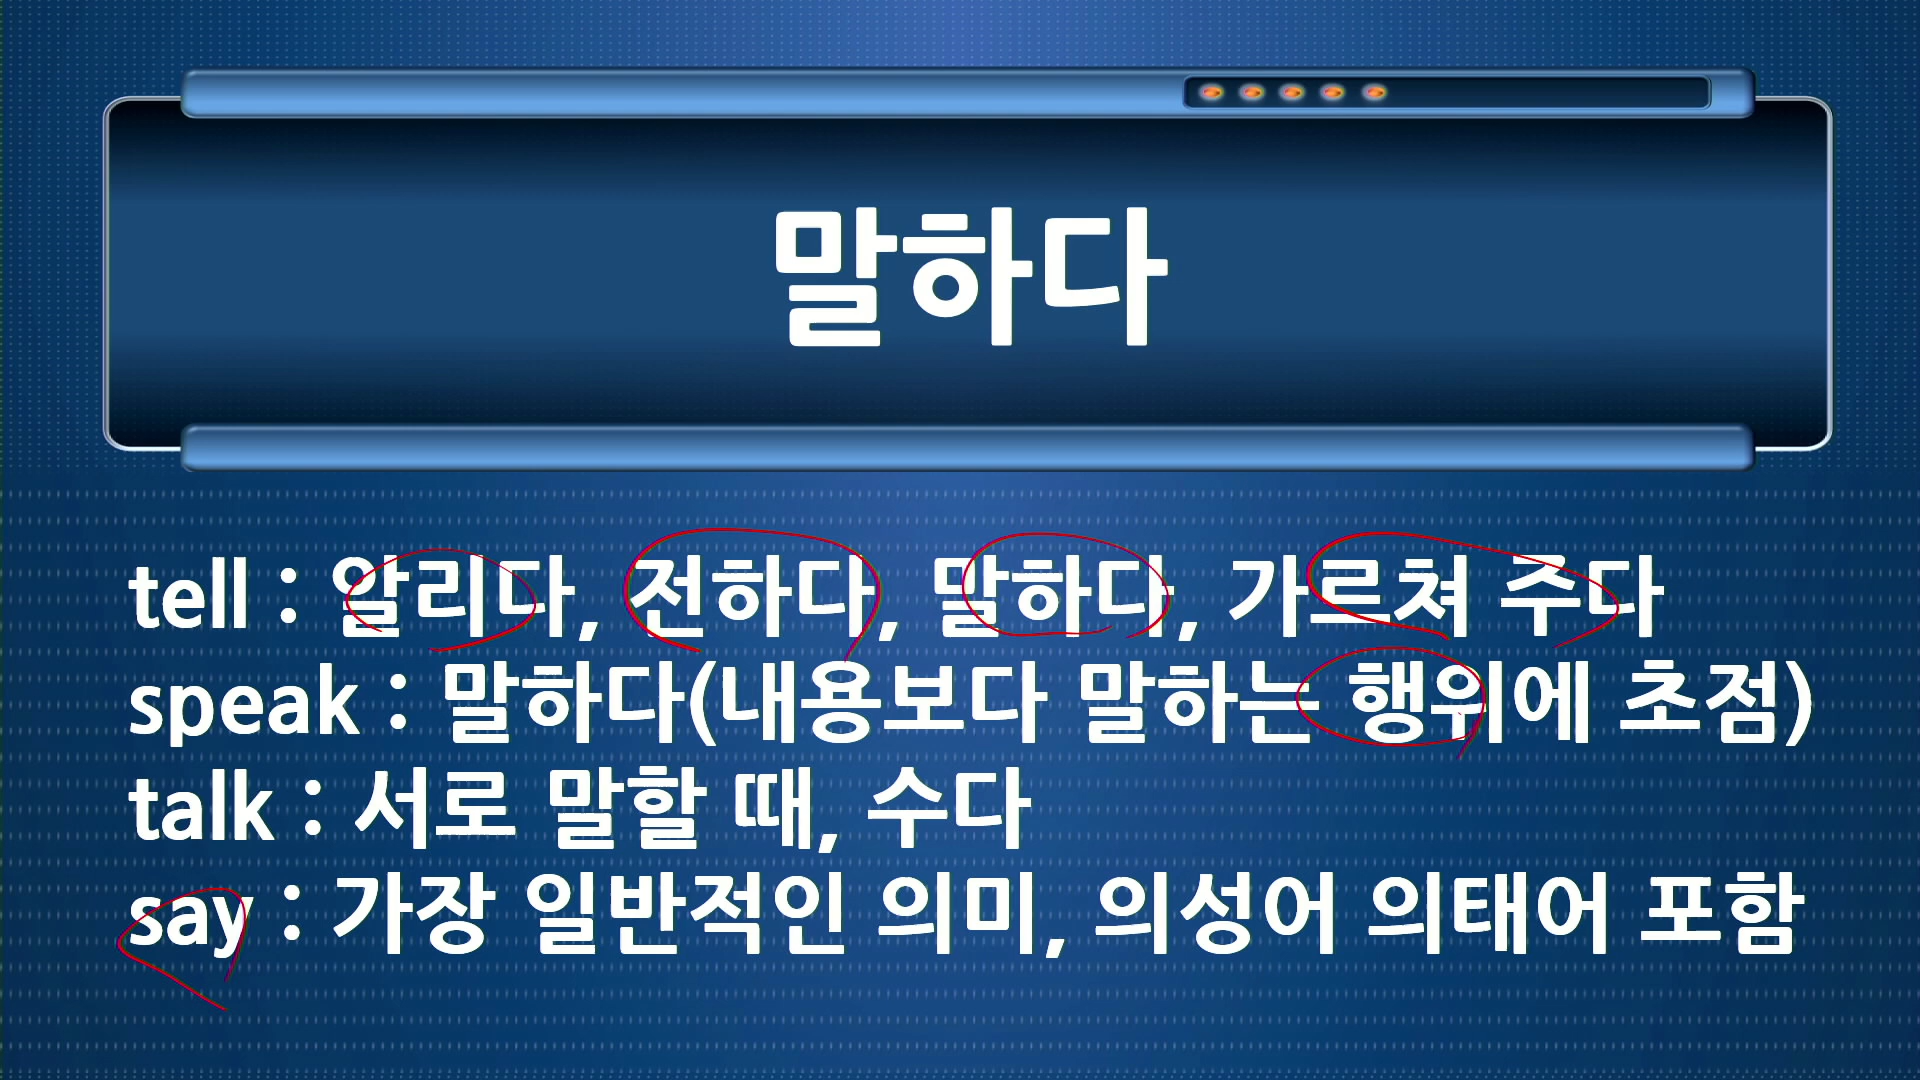 말하다
tell : 알리다, 전하다, 말하다, 가르쳐 주다
speak : 말하다(내용보다 말하는 행위에 초점)
talk : 서로 말할 때, 수다
say : 가장 일반적인 의미, 의성어 의태어 포함